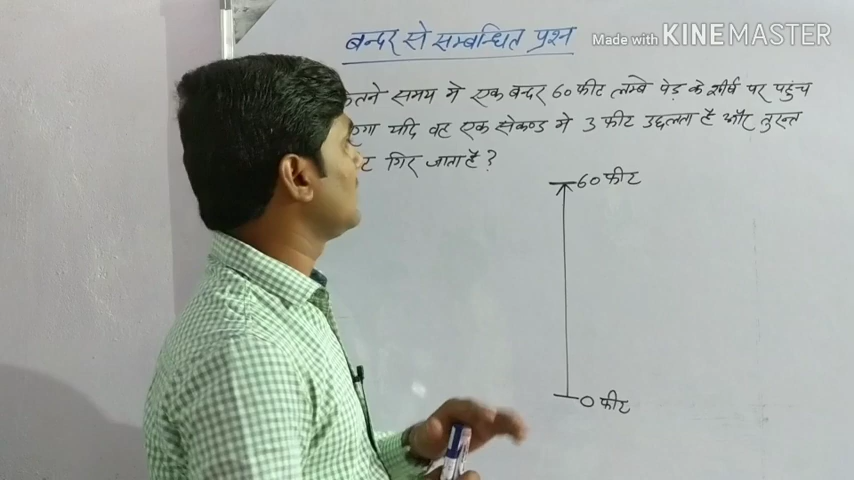 Made with KINEMASTER
बन्दर से सम्बन्धित प्रश्न
समय मे एक बन्दर 60 फीट लम्बे पेड़ के शीर्ष पर पहुंच
यदि वह एक सेकण्ड मे 3 फीट उछलता है और तुरन्त
गिर जाता है ?
60 फीट
0 फीट